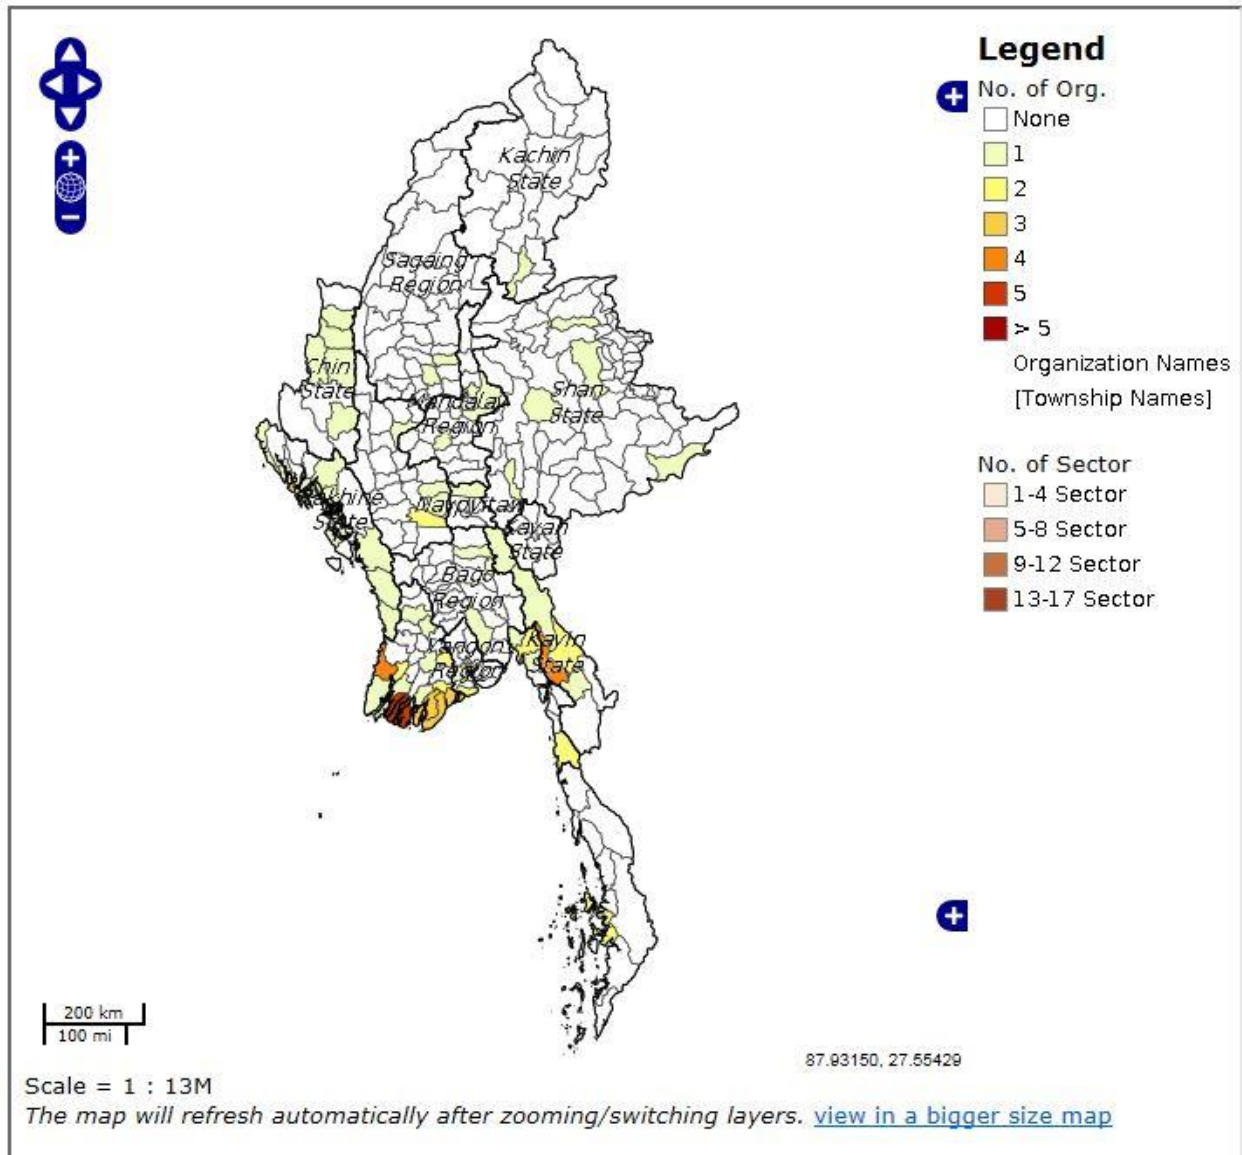 Legend
No. of Org.
None
1
2
3
4
5
> 5
Organization Names
[Township Names]
No. of Sector
1-4 Sector
5-8 Sector
9-12 Sector
13-17 Sector
Kachin
State
Sagaing
Region
Chin
State
Shan
State
Mandalay
Region
Rakhine
State
Naypyitaw
Kayah
State
Bago
Region
Yangon
Region
Kayin
State
200 km
100 mi
87.93150, 27.55429
Scale = 1 : 13M
The map will refresh automatically after zooming/switching layers. view in a bigger size map